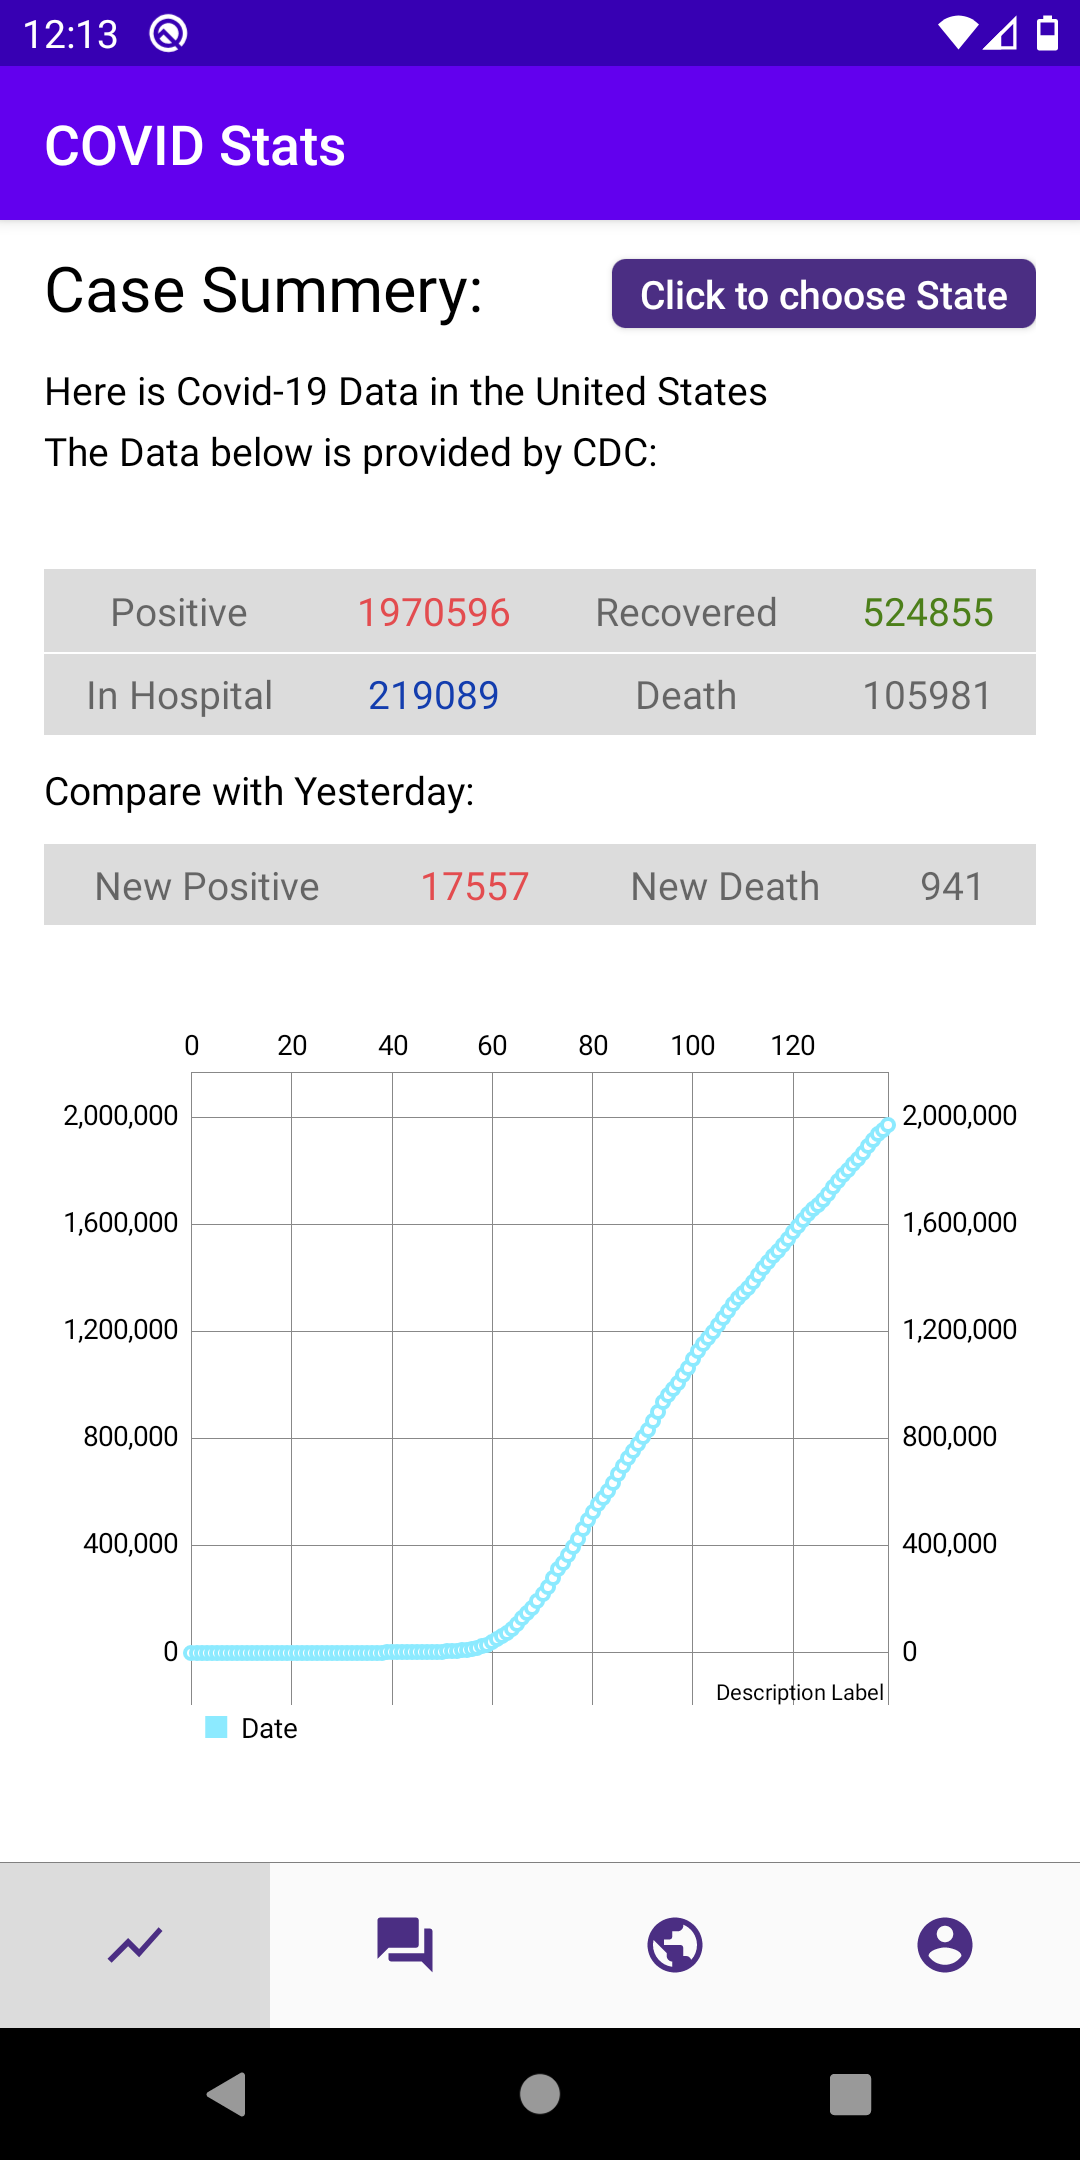 12:13
COVID Stats
Case Summery:
Click to choose State
Here is Covid-19 Data in the United States
The Data below is provided by CDC:
Positive 1970596 Recovered 524855
In Hospital 219089 Death 105981
Compare with Yesterday:
New Positive 17557 New Death 941
0 20 40 60 80 100 120
2,000,000 2,000,000
1,600,000 1,600,000
1,200,000 1,200,000
800,000 800,000
400,000 400,000
0 0
Description Label
Date